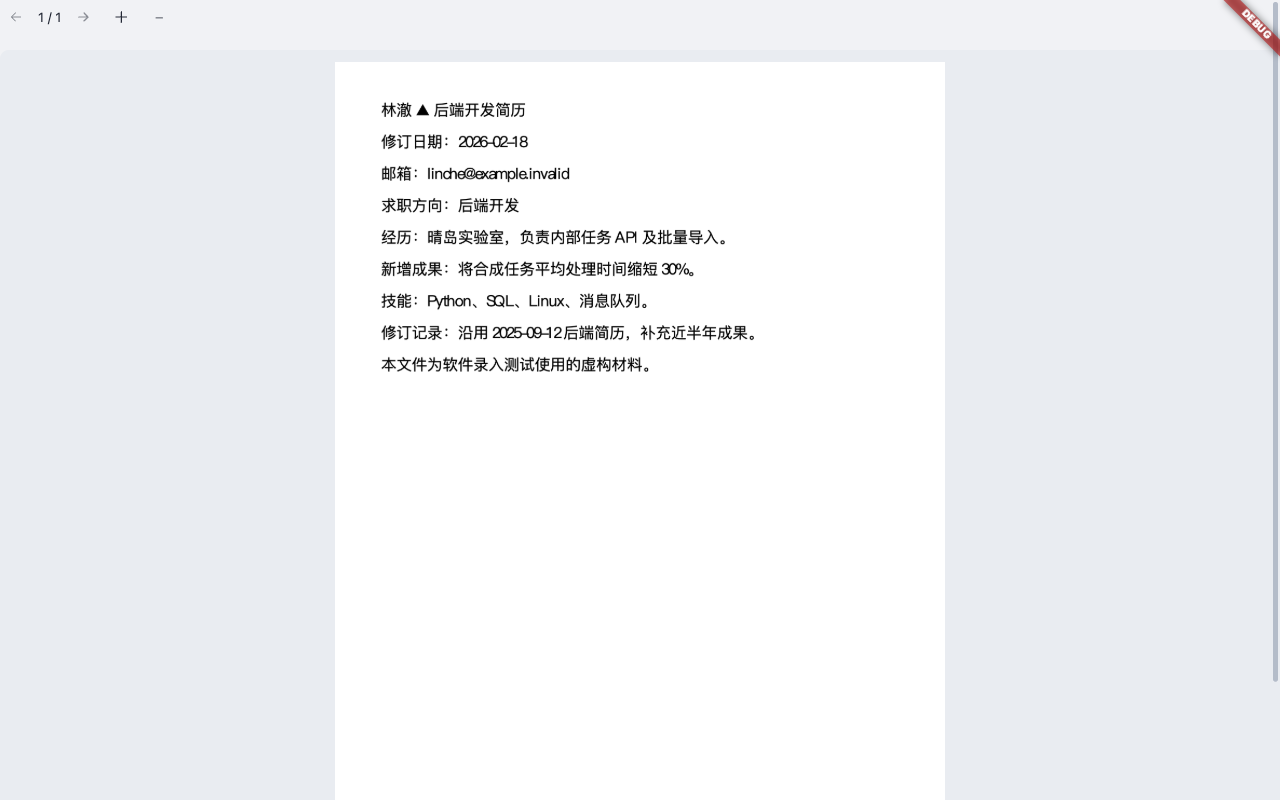 1 / 1
DEBUG
林澈 ▲ 后端开发简历
修订日期：2026-02-18
邮箱：linche@example.invalid
求职方向：后端开发
经历：晴岛实验室，负责内部任务 API 及批量导入。
新增成果：将合成任务平均处理时间缩短 30%。
技能：Python、SQL、Linux、消息队列。
修订记录：沿用 2025-09-12 后端简历，补充近半年成果。
本文件为软件录入测试使用的虚构材料。